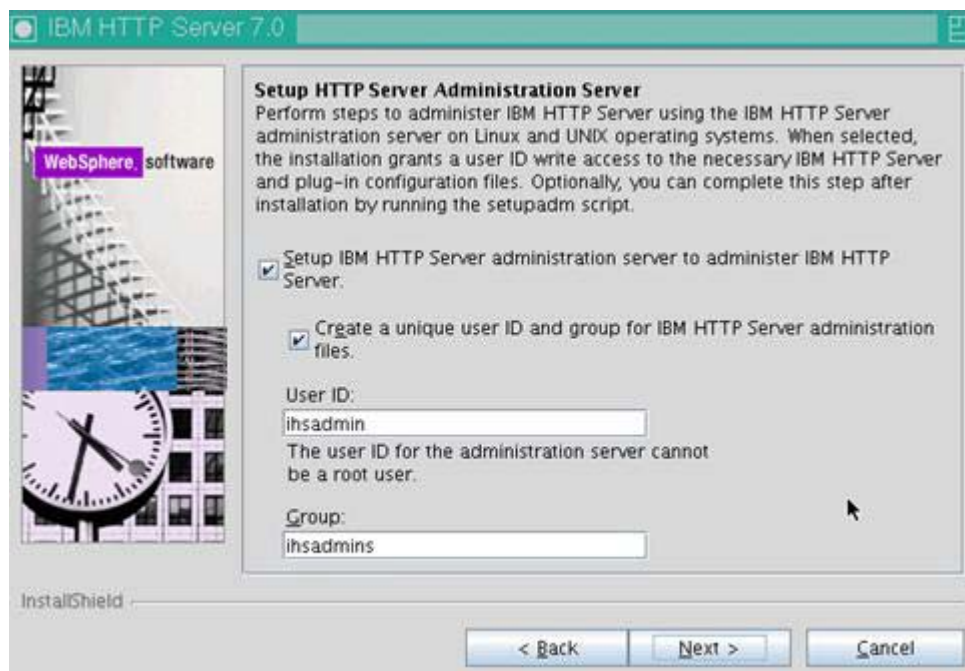 IBM HTTP Server 7.0
WebSphere. software
Setup HTTP Server Administration Server
Perform steps to administer IBM HTTP Server using the IBM HTTP Server
administration server on Linux and UNIX operating systems. When selected,
the installation grants a user ID write access to the necessary IBM HTTP Server
and plug-in configuration files. Optionally, you can complete this step after
installation by running the setupadm script.
Setup IBM HTTP Server administration server to administer IBM HTTP
Server.
Create a unique user ID and group for IBM HTTP Server administration
files.
User ID:
ihsadmin
The user ID for the administration server cannot
be a root user.
Group:
ihsadmins
InstallShield
< Back
Next >
Cancel